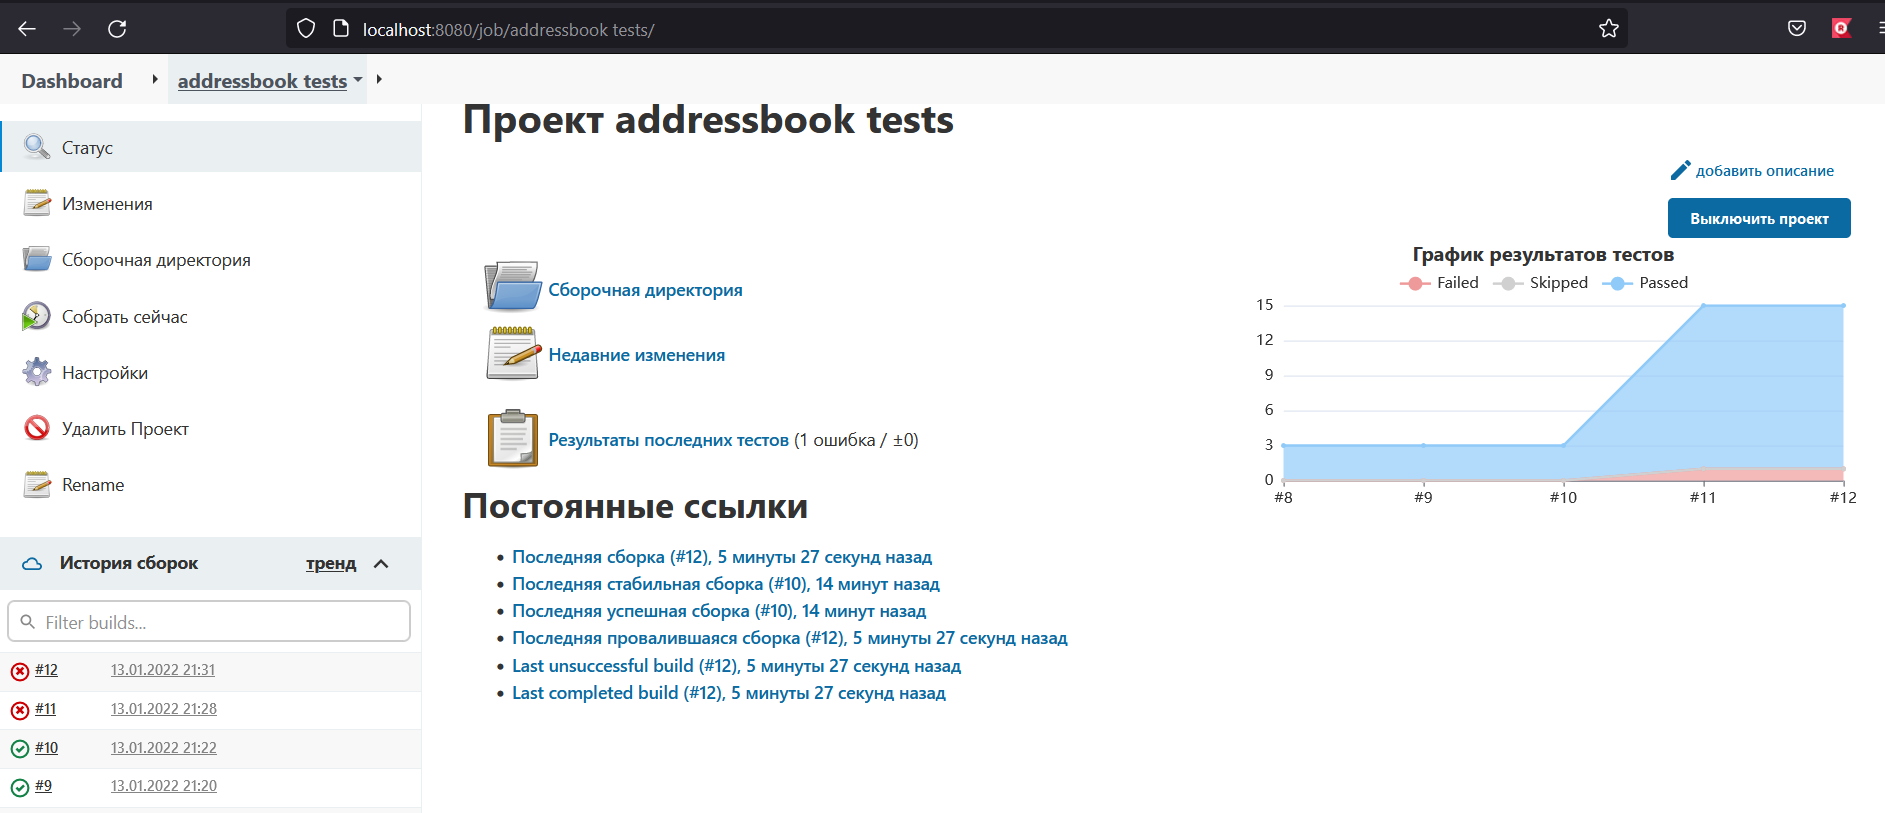 localhost:8080/job/addressbook tests/
Dashboard addressbook tests
Статус
Изменения
Сборочная директория
Собрать сейчас
Настройки
Удалить Проект
Rename
История сборок тренд
Filter builds...
#12 13.01.2022 21:31
#11 13.01.2022 21:28
#10 13.01.2022 21:22
#9 13.01.2022 21:20
Проект addressbook tests
добавить описание
Выключить проект
Сборочная директория
Недавние изменения
Результаты последних тестов (1 ошибка / ±0)
График результатов тестов
Failed Skipped Passed
15
12
9
6
3
0
#8 #9 #10 #11 #12
Постоянные ссылки
Последняя сборка (#12), 5 минуты 27 секунд назад
Последняя стабильная сборка (#10), 14 минут назад
Последняя успешная сборка (#10), 14 минут назад
Последняя провалившаяся сборка (#12), 5 минуты 27 секунд назад
Last unsuccessful build (#12), 5 минуты 27 секунд назад
Last completed build (#12), 5 минуты 27 секунд назад